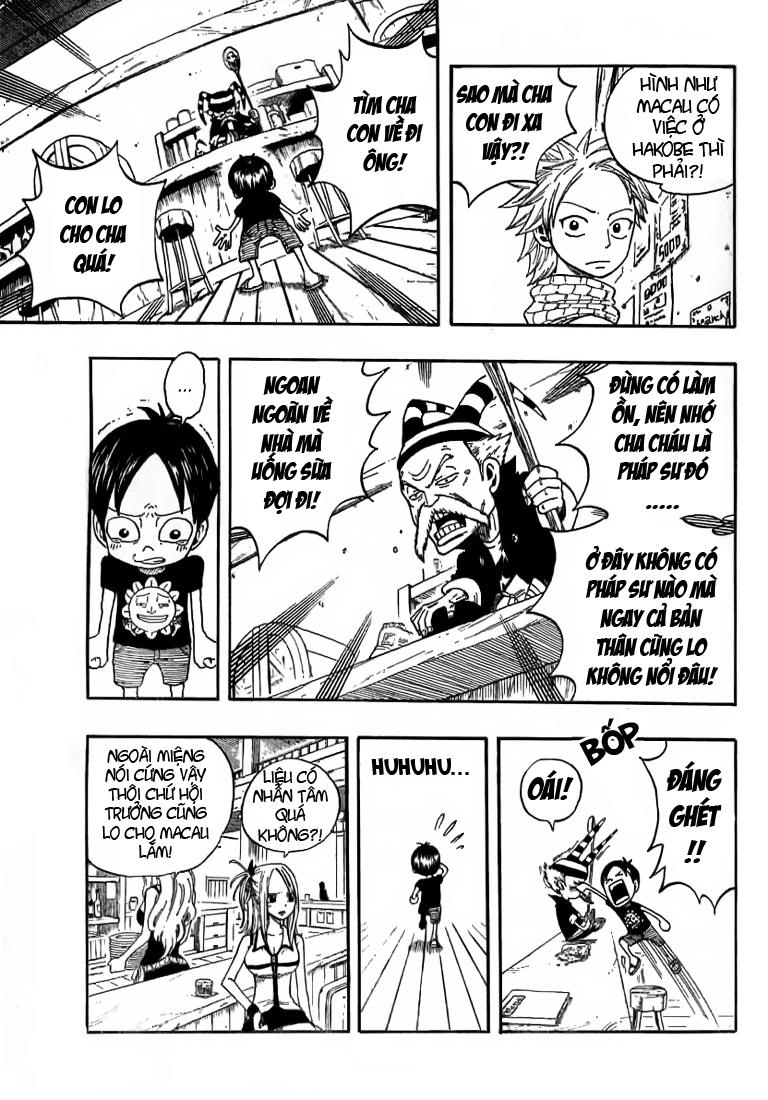 HÌNH NHƯ
MACAU CÓ
VIỆC Ở
HAKOBE THÌ
PHẢI?!
SAO MÀ CHA
CON ĐI XA
VẬY?!
5000
TÌM CHA
CON VỀ ĐI
ÔNG!
CON LO
CHO CHA
QUÁ!
ĐỪNG CÓ LÀM
ỒN, NÊN NHỚ
CHA CHÁU LÀ
PHÁP SƯ ĐÓ
.....
Ở ĐÂY KHÔNG CÓ
PHÁP SƯ NÀO MÀ
NGAY CẢ BẢN
THÂN CŨNG LO
KHÔNG NỔI ĐÂU!
NGOAN
NGOÃN VỀ
NHÀ MÀ
UỐNG SỮA
ĐỢI ĐI!
...
BỐP
ĐÁNG
GHÉT
!!
OÁI!
HUHUHU...
LIỆU CÓ
NHẪN TÂM
QUÁ
KHÔNG?!
NGOÀI MIỆNG
NÓI CỨNG VẬY
THÔI CHỨ HỘI
TRƯỞNG CŨNG
LO CHO MACAU
LẮM!